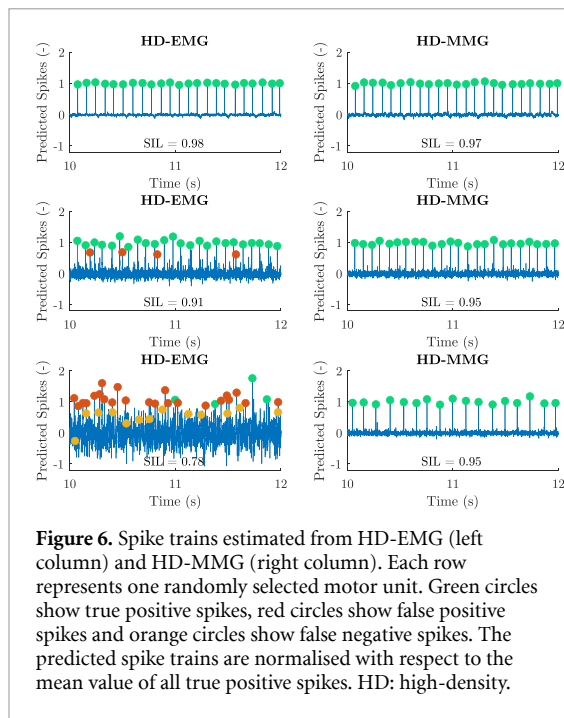 HD-EMG
Predicted Spikes (-)
2
1
0
-1
SIL = 0.98
10
11
12
Time (s)
HD-MMG
Predicted Spikes (-)
2
1
0
-1
SIL = 0.97
10
11
12
Time (s)
HD-EMG
Predicted Spikes (-)
2
1
0
-1
SIL = 0.91
10
11
12
Time (s)
HD-MMG
Predicted Spikes (-)
2
1
0
-1
SIL = 0.95
10
11
12
Time (s)
HD-EMG
Predicted Spikes (-)
2
1
0
-1
SIL = 0.78
10
11
12
Time (s)
HD-MMG
Predicted Spikes (-)
2
1
0
-1
SIL = 0.95
10
11
12
Time (s)
Figure 6. Spike trains estimated from HD-EMG (left
column) and HD-MMG (right column). Each row
represents one randomly selected motor unit. Green circles
show true positive spikes, red circles show false positive
spikes and orange circles show false negative spikes. The
predicted spike trains are normalised with respect to the
mean value of all true positive spikes. HD: high-density.